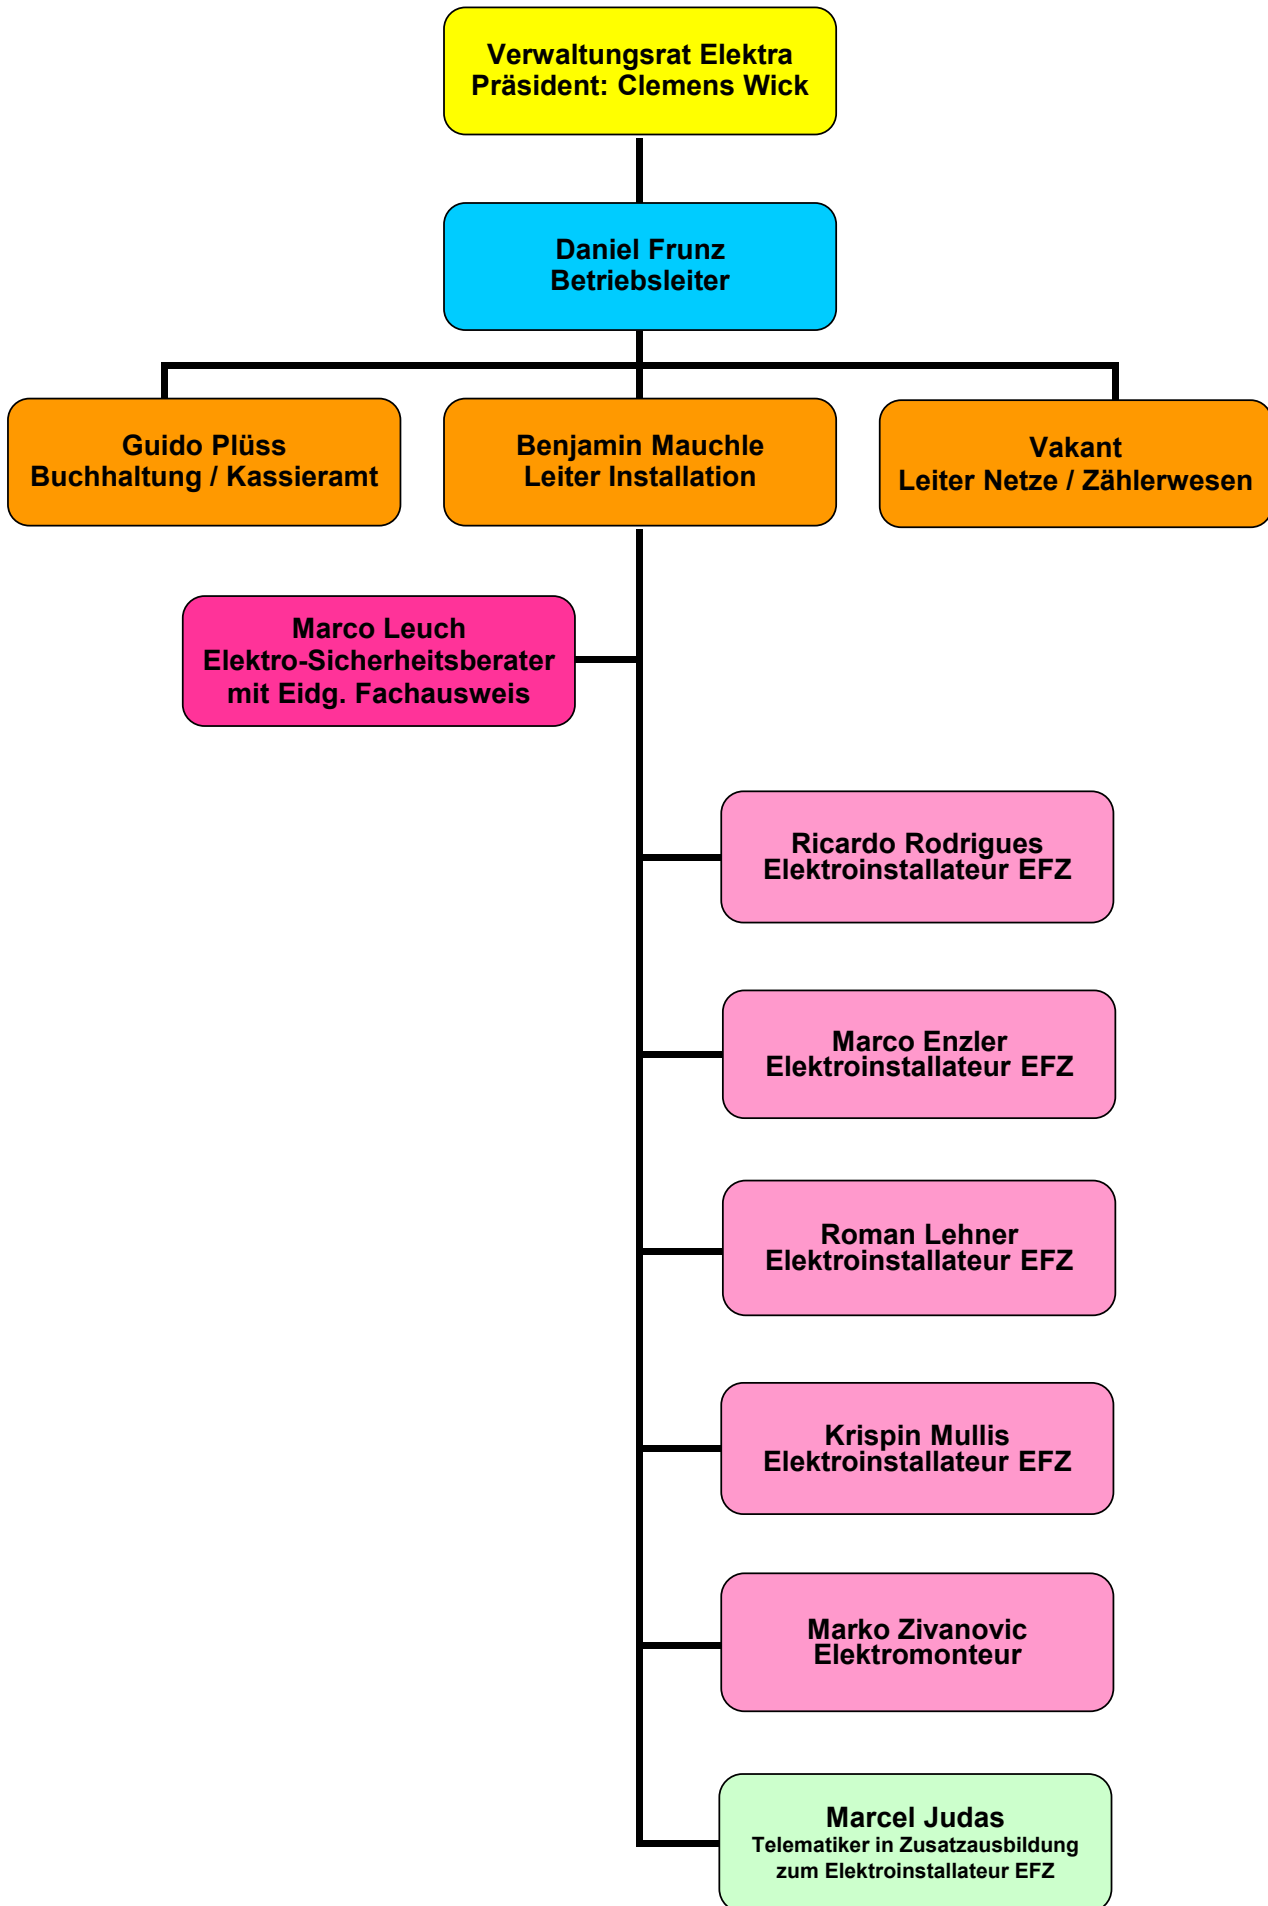 Verwaltungsrat Elektra
Präsident: Clemens Wick
Daniel Frunz
Betriebsleiter
Guido Plüss
Buchhaltung / Kassieramt
Benjamin Mauchle
Leiter Installation
Vakant
Leiter Netze / Zählerwesen
Marco Leuch
Elektro-Sicherheitsberater
mit Eidg. Fachausweis
Ricardo Rodrigues
Elektroinstallateur EFZ
Marco Enzler
Elektroinstallateur EFZ
Roman Lehner
Elektroinstallateur EFZ
Krispin Mullis
Elektroinstallateur EFZ
Marko Zivanovic
Elektromonteur
Marcel Judas
Telematiker in Zusatzausbildung
zum Elektroinstallateur EFZ